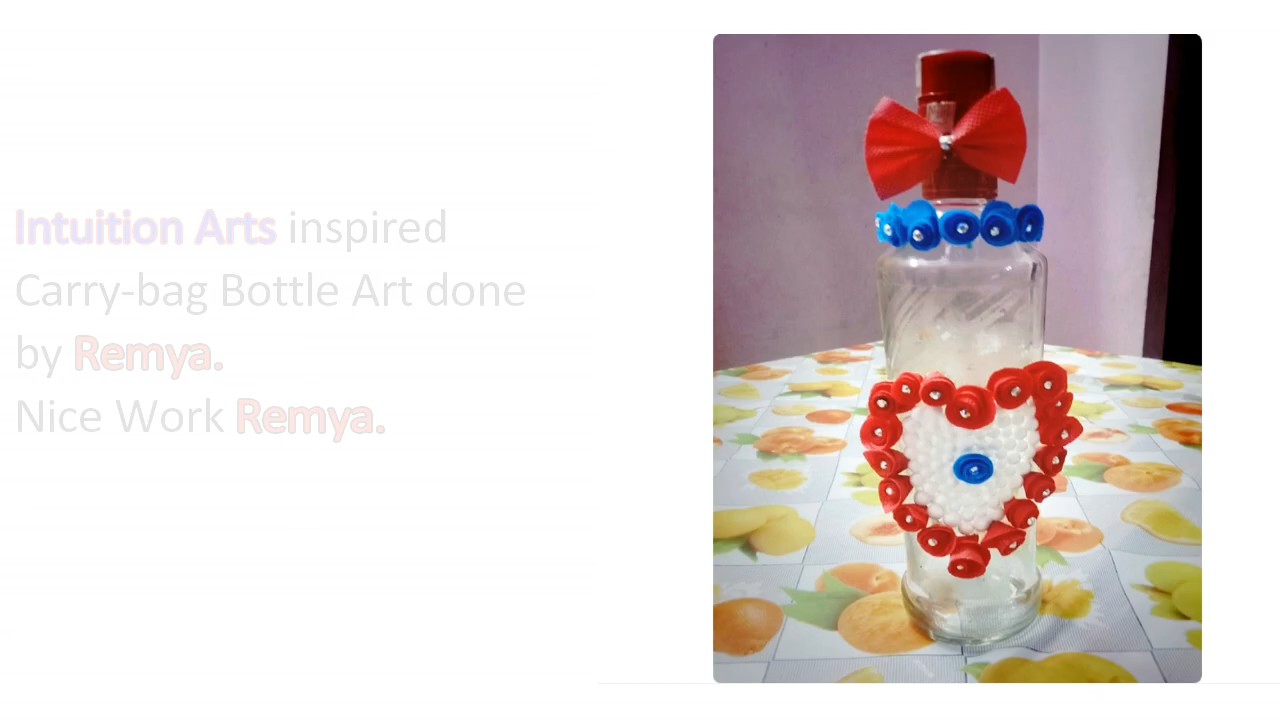 Intuition Arts inspired
Carry-bag Bottle Art done
by Remya.
Nice Work Remya.